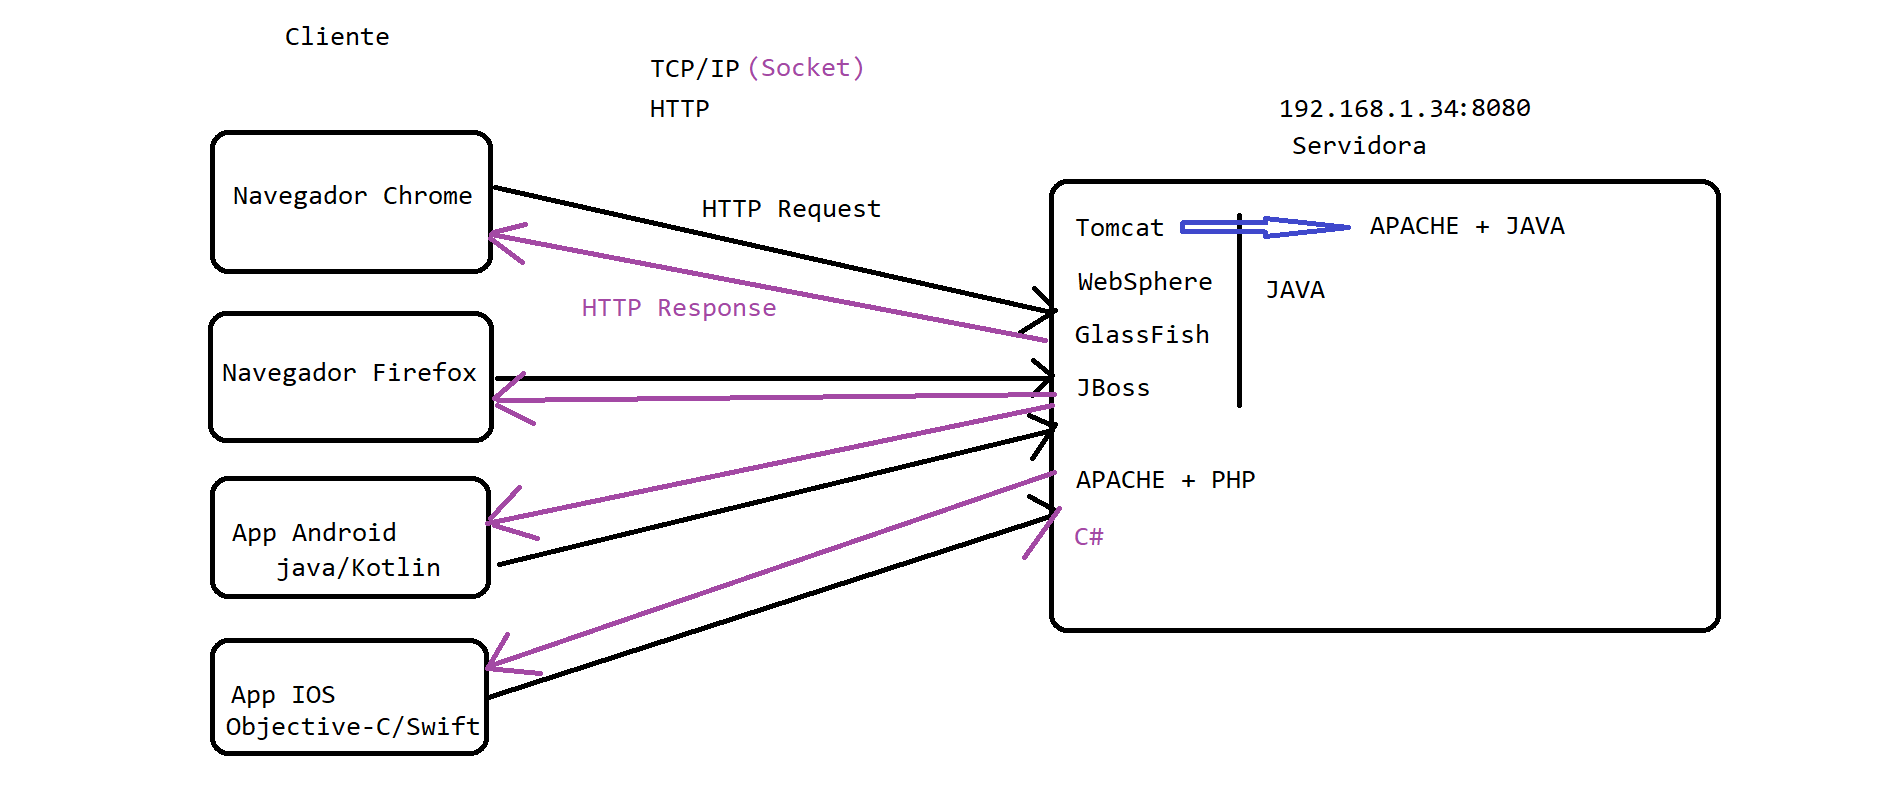 Cliente
TCP/IP (Socket)
HTTP
192.168.1.34:8080
Servidora
Navegador Chrome
HTTP Request
HTTP Response
Navegador Firefox
App Android
java/Kotlin
App IOS
Objective-C/Swift
Tomcat
APACHE + JAVA
WebSphere
JAVA
GlassFish
JBoss
APACHE + PHP
C#